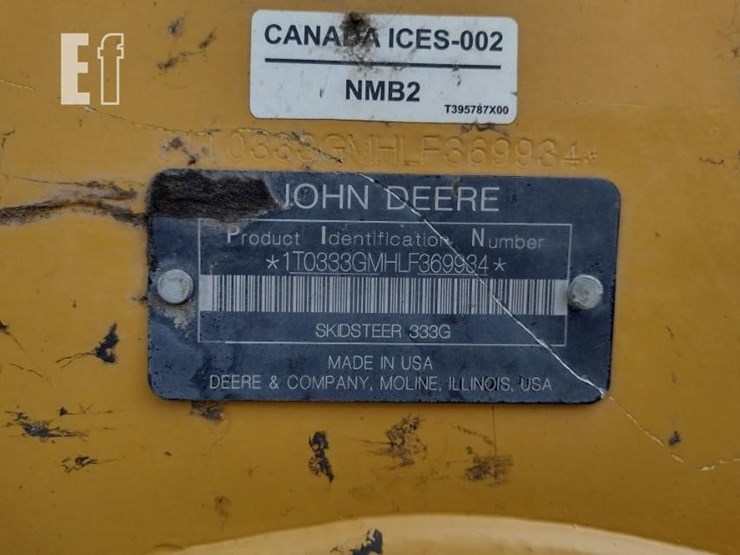 Ef
CANADA ICES-002
NMB2
T395787X00
*1T0333GMHLF369934*
JOHN DEERE
Product Identification Number
*1T0333GMHLF369934*
SKIDSTEER 333G
MADE IN USA
DEERE & COMPANY, MOLINE, ILLINOIS, USA